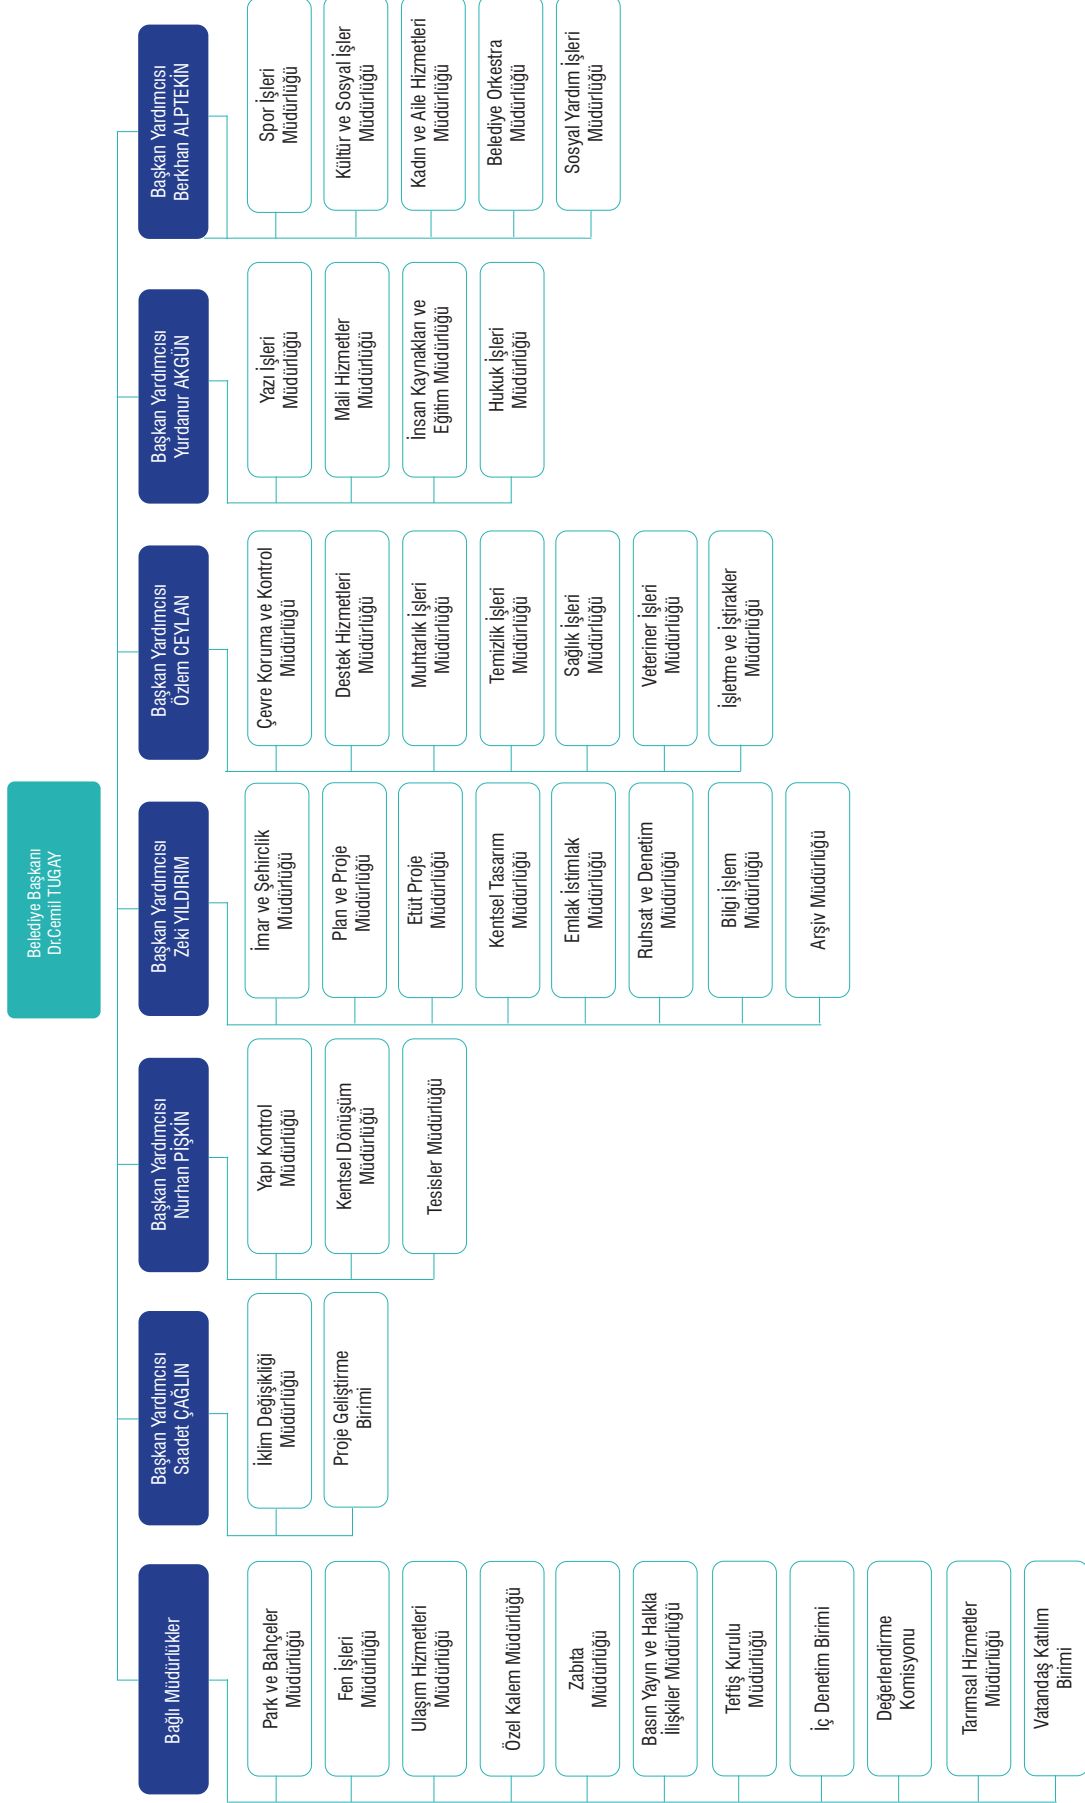 Belediye Başkanı
Dr.Cemil TUGAY
Bağlı Müdürlükler
Park ve Bahçeler
Müdürlüğü
Fen İşleri
Müdürlüğü
Ulaşım Hizmetleri
Müdürlüğü
Özel Kalem Müdürlüğü
Zabıta
Müdürlüğü
Basın Yayın ve Halkla
İlişkiler Müdürlüğü
Teftiş Kurulu
Müdürlüğü
İç Denetim Birimi
Değerlendirme
Komisyonu
Tarımsal Hizmetler
Müdürlüğü
Vatandaş Katılım
Birimi
Başkan Yardımcısı
Saadet ÇAĞLIN
İklim Değişikliği
Müdürlüğü
Proje Geliştirme
Birimi
Başkan Yardımcısı
Nurhan PİŞKİN
Yapı Kontrol
Müdürlüğü
Kentsel Dönüşüm
Müdürlüğü
Tesisler Müdürlüğü
Başkan Yardımcısı
Zeki YILDIRIM
İmar ve Şehirclik
Müdürlüğü
Plan ve Proje
Müdürlüğü
Etüt Proje
Müdürlüğü
Kentsel Tasarım
Müdürlüğü
Emlak İstimlak
Müdürlüğü
Ruhsat ve Denetim
Müdürlüğü
Bilgi İşlem
Müdürlüğü
Arşiv Müdürlüğü
Başkan Yardımcısı
Özlem CEYLAN
Çevre Koruma ve Kontrol
Müdürlüğü
Destek Hizmetleri
Müdürlüğü
Muhtarlık İşleri
Müdürlüğü
Temizlik İşleri
Müdürlüğü
Sağlık İşleri
Müdürlüğü
Veteriner İşleri
Müdürlüğü
İşletme ve İştirakler
Müdürlüğü
Başkan Yardımcısı
Yurdanur AKGÜN
Yazı İşleri
Müdürlüğü
Mali Hizmetler
Müdürlüğü
İnsan Kaynakları ve
Eğitim Müdürlüğü
Hukuk İşleri
Müdürlüğü
Başkan Yardımcısı
Berkhan ALPTEKİN
Spor İşleri
Müdürlüğü
Kültür ve Sosyal İşler
Müdürlüğü
Kadın ve Aile Hizmetleri
Müdürlüğü
Belediye Orkestra
Müdürlüğü
Sosyal Yardım İşleri
Müdürlüğü